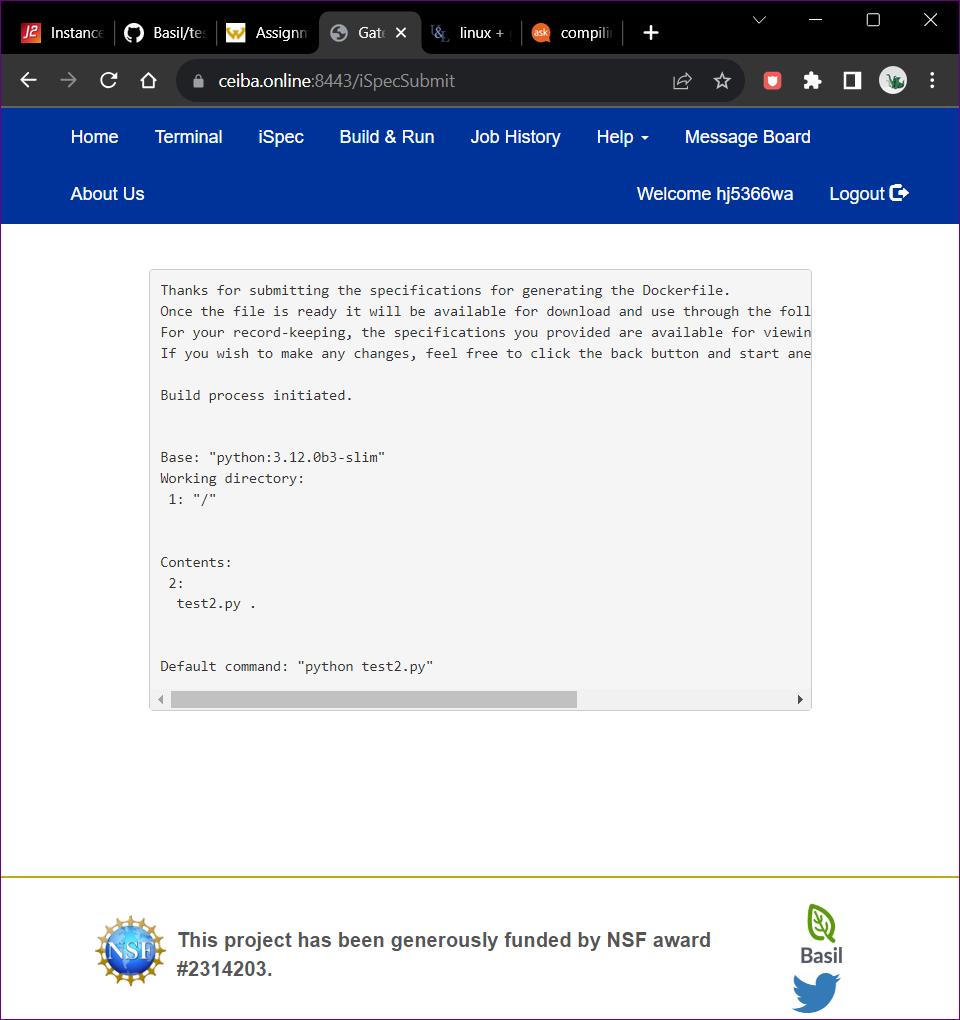 Instance
Basil/tes
Assignn
Gate
linux +
ask
compilin
ceiba.online:8443/iSpecSubmit
Home
Terminal
iSpec
Build & Run
Job History
Help
Message Board
About Us
Welcome hj5366wa
Logout
Thanks for submitting the specifications for generating the Dockerfile.
Once the file is ready it will be available for download and use through the foll
For your record-keeping, the specifications you provided are available for viewin
If you wish to make any changes, feel free to click the back button and start ane
Build process initiated.
Base: "python:3.12.0b3-slim"
Working directory:
1: "/"
Contents:
2:
test2.py .
Default command: "python test2.py"
NSF
This project has been generously funded by NSF award
#2314203.
Basil